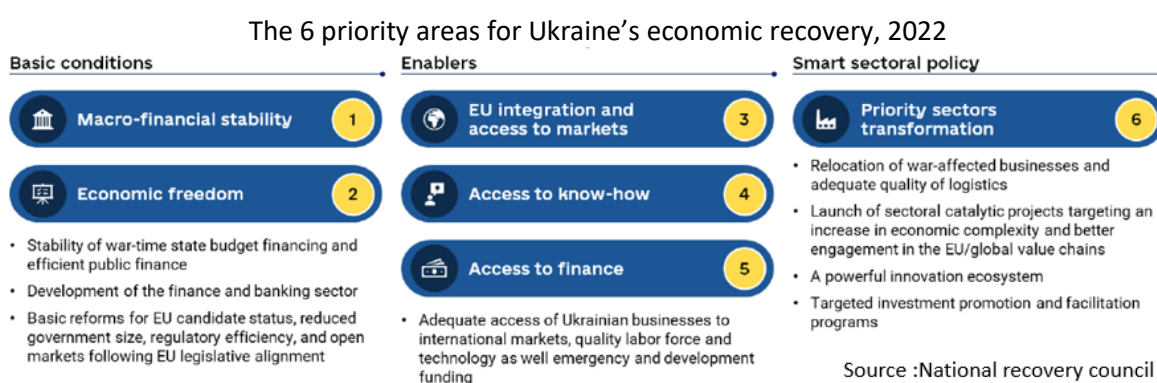 The 6 priority areas for Ukraine's economic recovery, 2022
Basic conditions
Macro-financial stability
1
Economic freedom
2
• Stability of war-time state budget financing and
efficient public finance
• Development of the finance and banking sector
• Basic reforms for EU candidate status, reduced
government size, regulatory efficiency, and open
markets following EU legislative alignment
Enablers
EU integration and
access to markets
3
Access to know-how
4
Access to finance
5
• Adequate access of Ukrainian businesses to
international markets, quality labor force and
technology as well emergency and development
funding
Smart sectoral policy
Priority sectors
transformation
6
• Relocation of war-affected businesses and
adequate quality of logistics
• Launch of sectoral catalytic projects targeting an
increase in economic complexity and better
engagement in the EU/global value chains
• A powerful innovation ecosystem
• Targeted investment promotion and facilitation
programs
Source :National recovery council